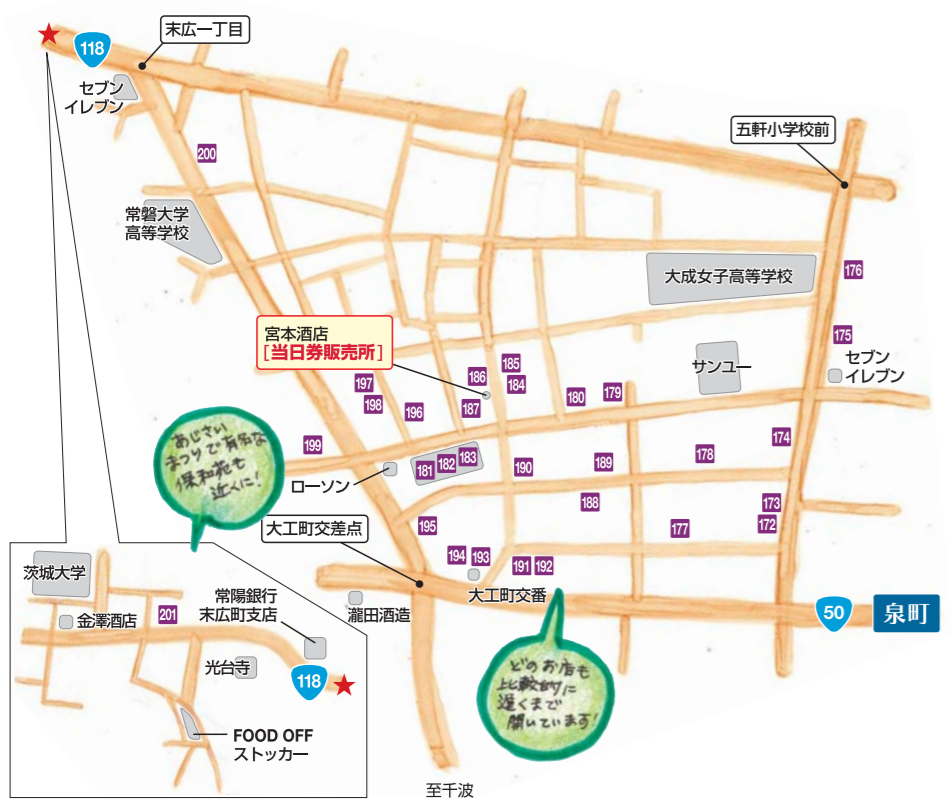 118
末広一丁目
セブン
イレブン
200
五軒小学校前
常磐大学
高等学校
大成女子高等学校
176
宮本酒店
[当日券販売所]
175
セブン
イレブン
サンユー
185
186
184
197
198
196
187
180
179
199
174
あじさい
まつりで有名な
保和苑も
近くに!
181
182
183
190
189
178
ローソン
188
173
172
177
195
大工町交差点
194
193
191
192
大工町交番
瀧田酒造
50
泉町
どのお店も
比較的に
遅くまで
開いています!
茨城大学
金澤酒店
201
常陽銀行
末広町支店
光台寺
118
FOOD OFF
ストッカー
至千波